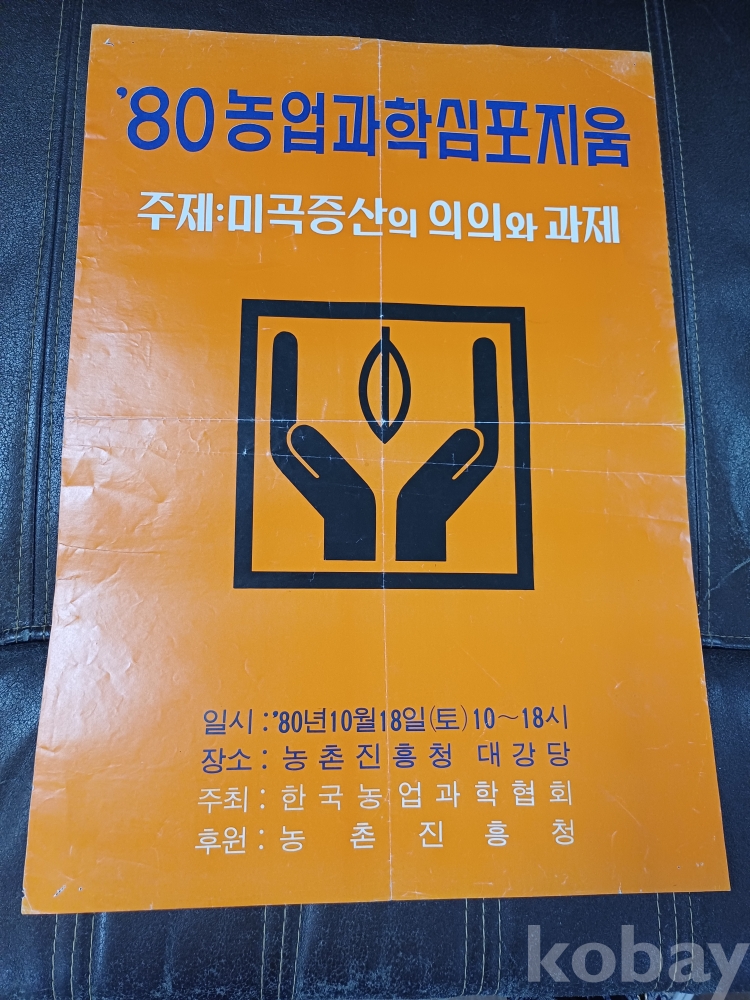 '80 농업과학심포지움
주제:미곡증산의 의의와 과제
일시 : '80년10월18일(토)10~18시
장소 : 농촌진흥청 대강당
주최 : 한국농업과학협회
후원 : 농촌진흥청
kobay